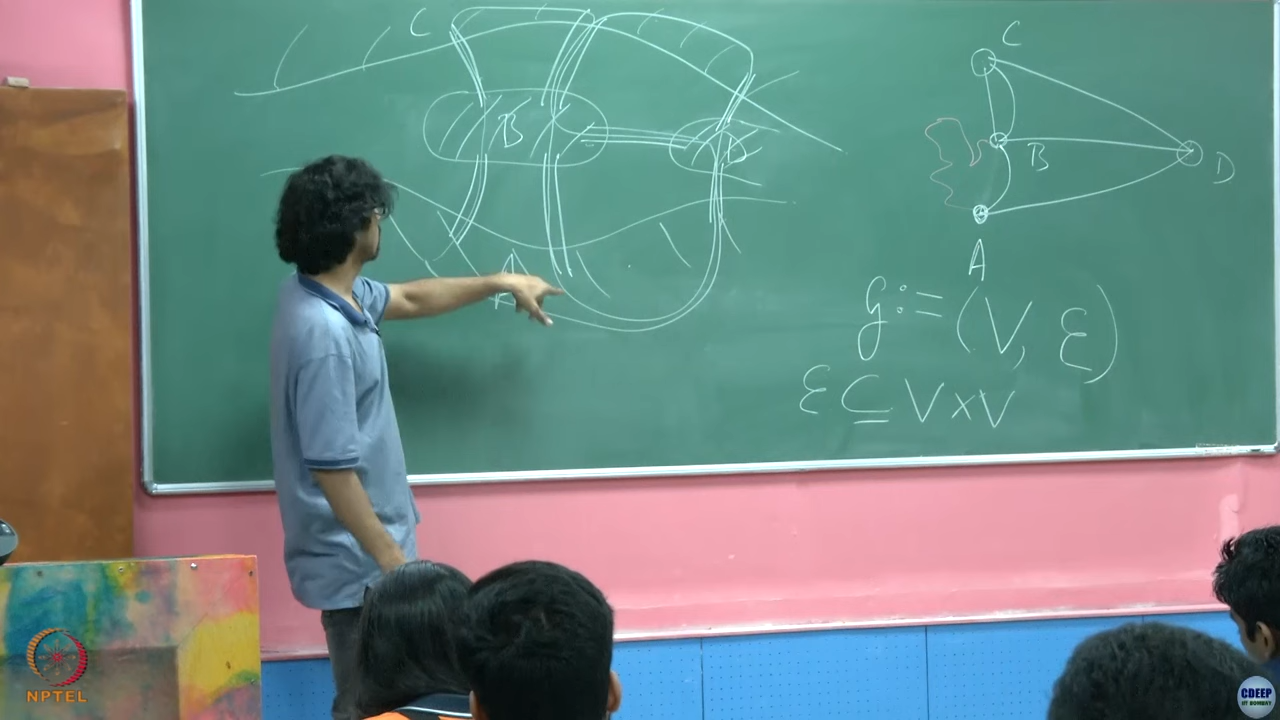 C
B
D
A
C
B
D
A
G := (V, E)
E ⊆ V × V
NPTEL
CDEEP
IIT BOMBAY